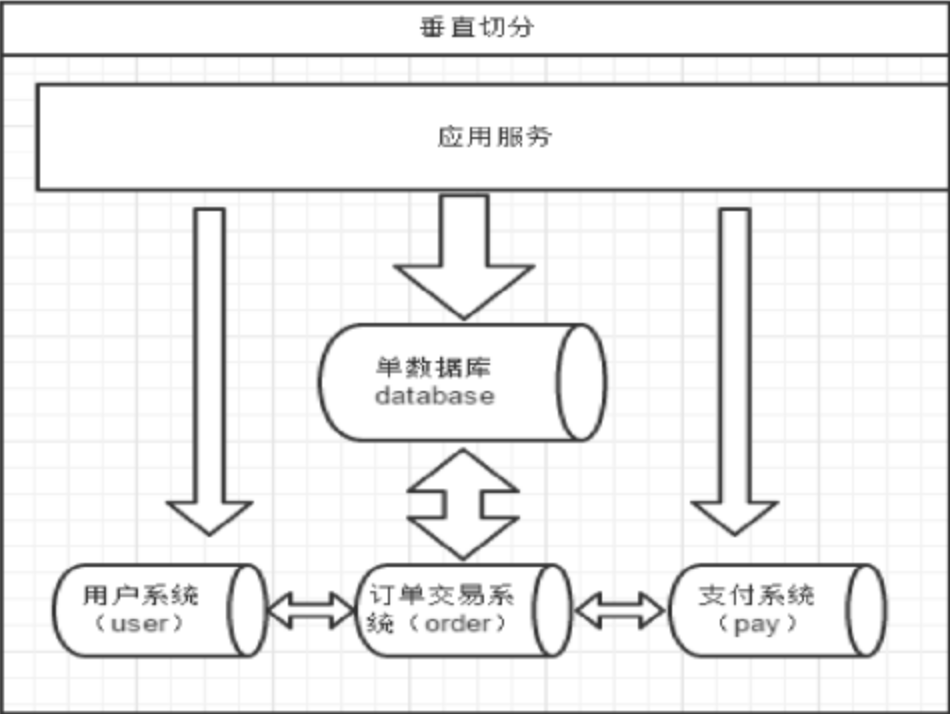 垂直切分
应用服务
单数据库
database
用户系统
（user）
订单交易系
统（order）
支付系统
（pay）